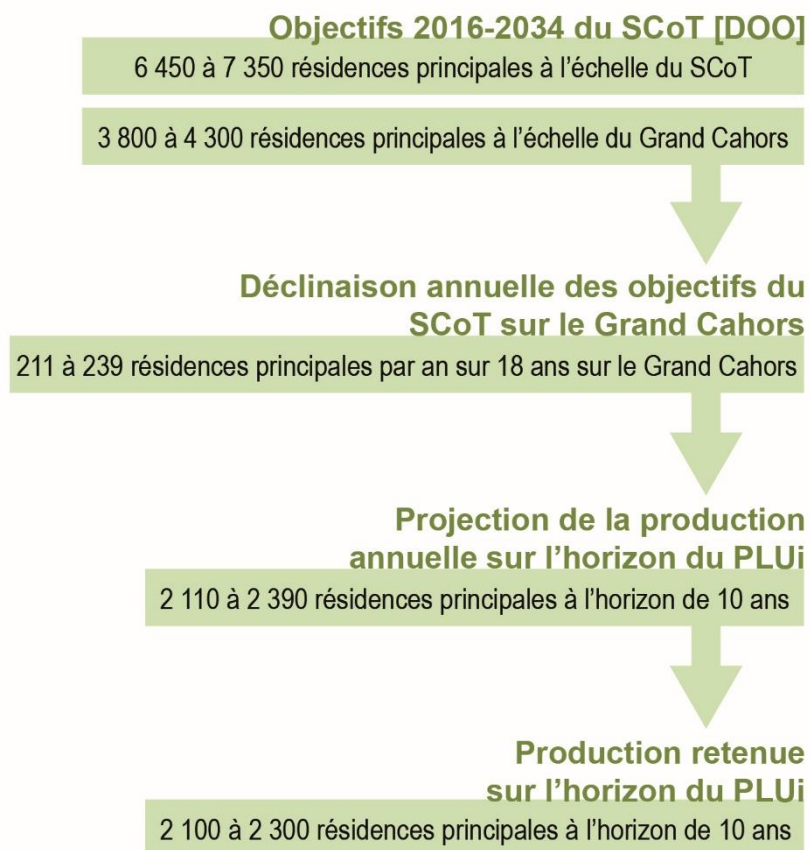 Objectifs 2016-2034 du SCoT [DOO]
6 450 à 7 350 résidences principales à l’échelle du SCoT
3 800 à 4 300 résidences principales à l’échelle du Grand Cahors
Déclinaison annuelle des objectifs du
SCoT sur le Grand Cahors
211 à 239 résidences principales par an sur 18 ans sur le Grand Cahors
Projection de la production
annuelle sur l’horizon du PLUi
2 110 à 2 390 résidences principales à l’horizon de 10 ans
Production retenue
sur l’horizon du PLUi
2 100 à 2 300 résidences principales à l’horizon de 10 ans